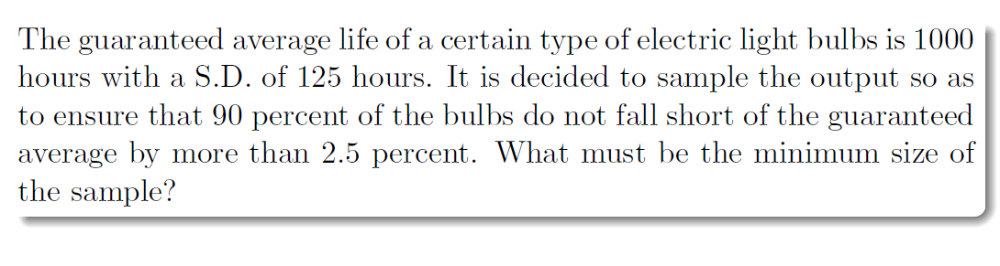 The guaranteed average life of a certain type of electric light bulbs is 1000
hours with a S.D. of 125 hours. It is decided to sample the output so as
to ensure that 90 percent of the bulbs do not fall short of the guaranteed
average by more than 2.5 percent. What must be the minimum size of
the sample?